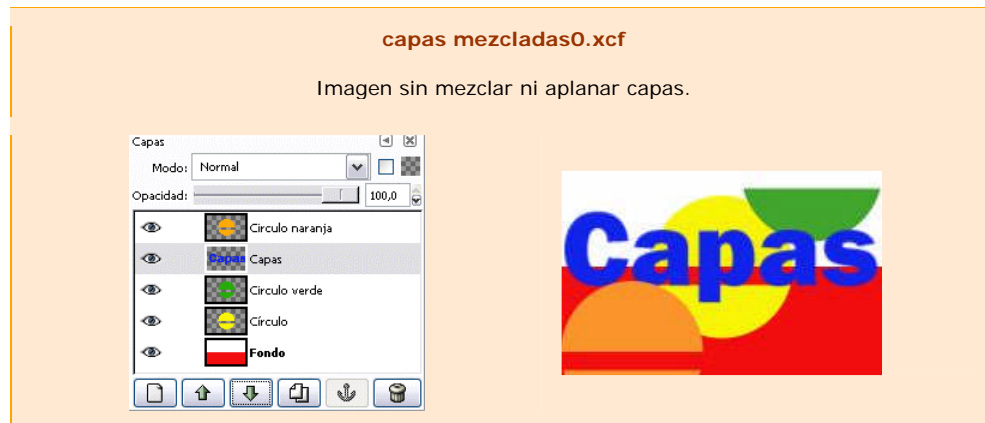 capas mezcladas0.xcf
Imagen sin mezclar ni aplanar capas.
Capas
Modo: Normal
Opacidad: 100,0
Circulo naranja
Capas Capas
Circulo verde
Círculo
Fondo
Capas